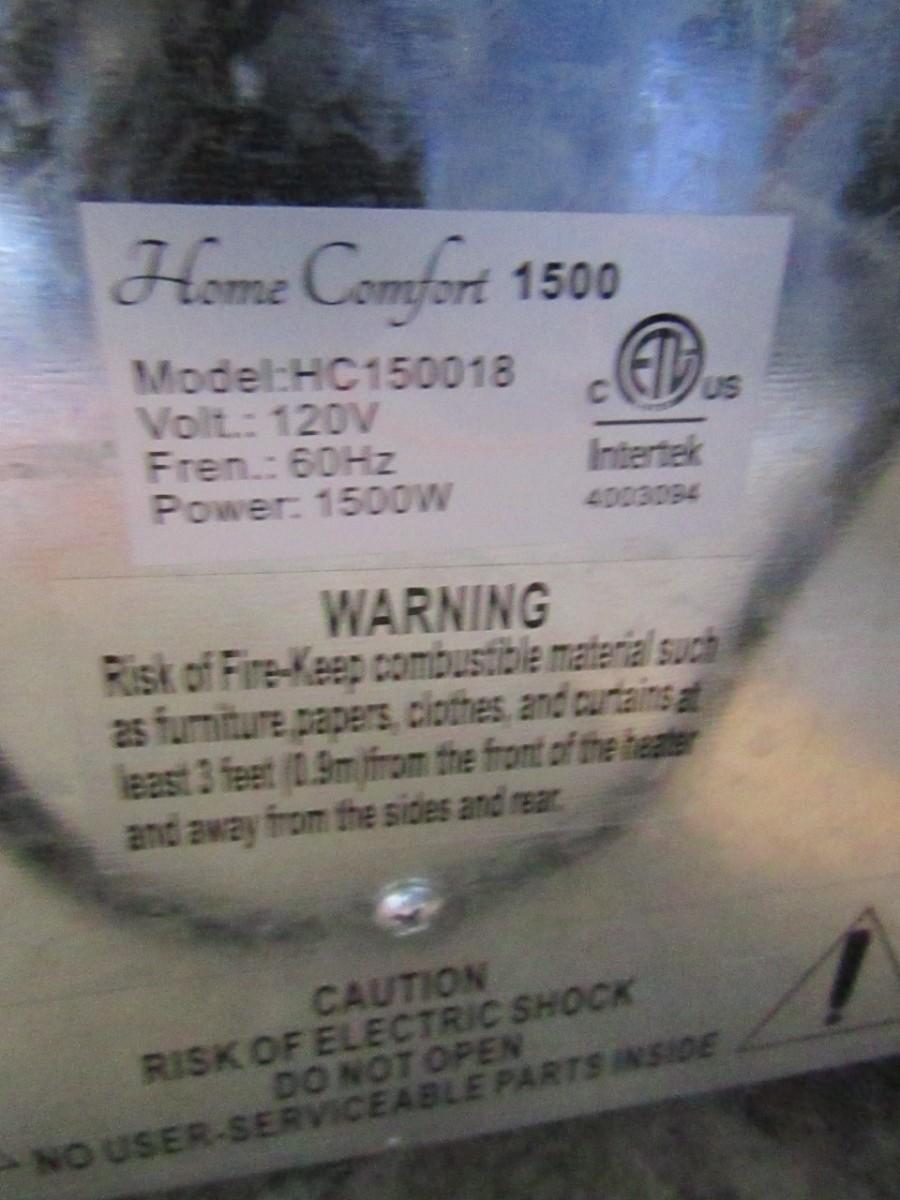 Home Comfort 1500
Model:HC150018
Volt.: 120V
Fren.: 60Hz
Power: 1500W
C ETL US
Intertek
4003094
WARNING
Risk of Fire-Keep combustible material such
as furniture,papers, clothes, and curtains at
least 3 feet (0.9m)from the front of the heater
and away from the sides and rear.
CAUTION
RISK OF ELECTRIC SHOCK
DO NOT OPEN
NO USER-SERVICEABLE PARTS INSIDE